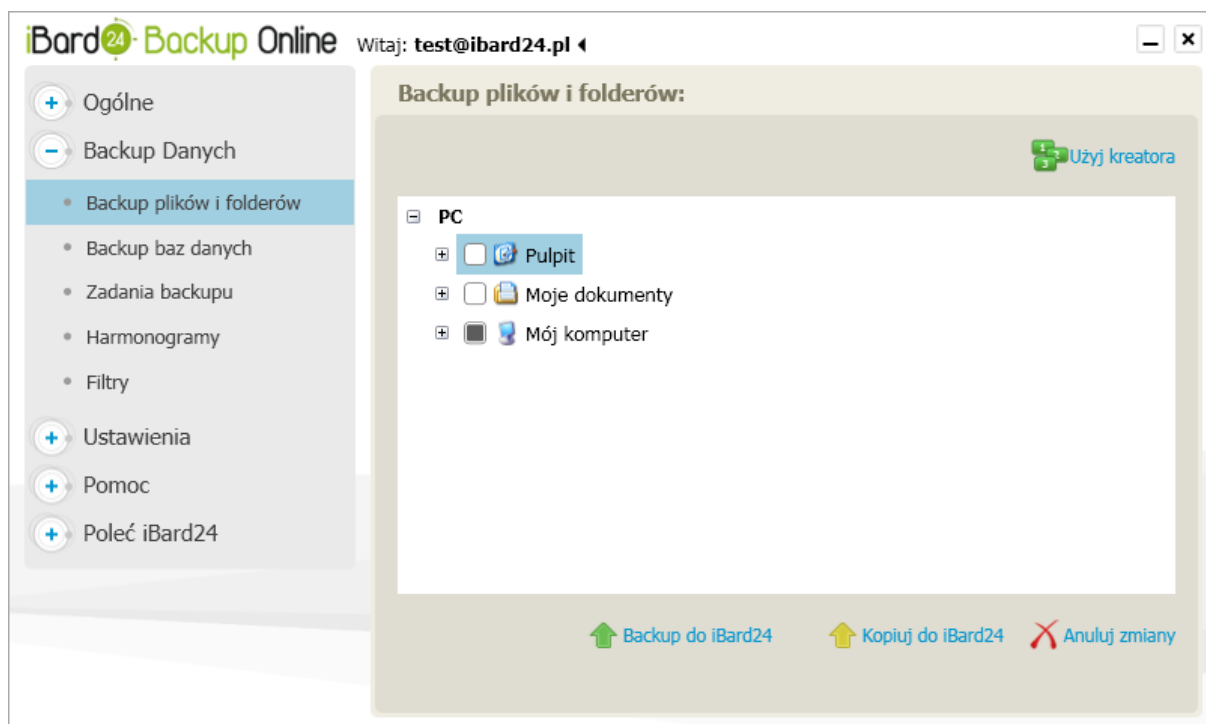 iBard24 Backup Online Witaj: test@ibard24.pl
Ogólne
Backup Danych
Backup plików i folderów
Backup baz danych
Zadania backupu
Harmonogramy
Filtry
Ustawienia
Pomoc
Poleć iBard24
Backup plików i folderów:
Użyj kreatora
PC
Pulpit
Moje dokumenty
Mój komputer
Backup do iBard24 Kopiuj do iBard24 Anuluj zmiany